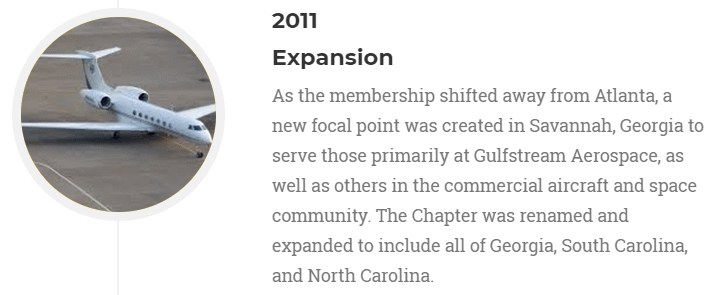 2011
Expansion
As the membership shifted away from Atlanta, a
new focal point was created in Savannah, Georgia to
serve those primarily at Gulfstream Aerospace, as
well as others in the commercial aircraft and space
community. The Chapter was renamed and
expanded to include all of Georgia, South Carolina,
and North Carolina.